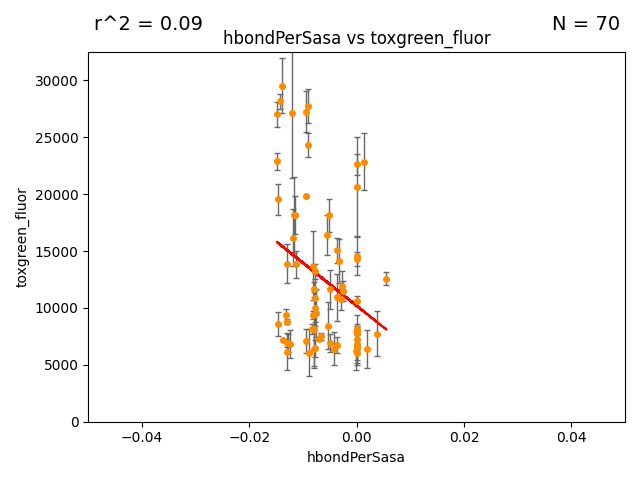 r^2 = 0.09
N = 70
hbondPerSasa vs toxgreen_fluor
30000
25000
20000
15000
10000
5000
0
toxgreen_fluor
−0.04
−0.02
0.00
0.02
0.04
hbondPerSasa